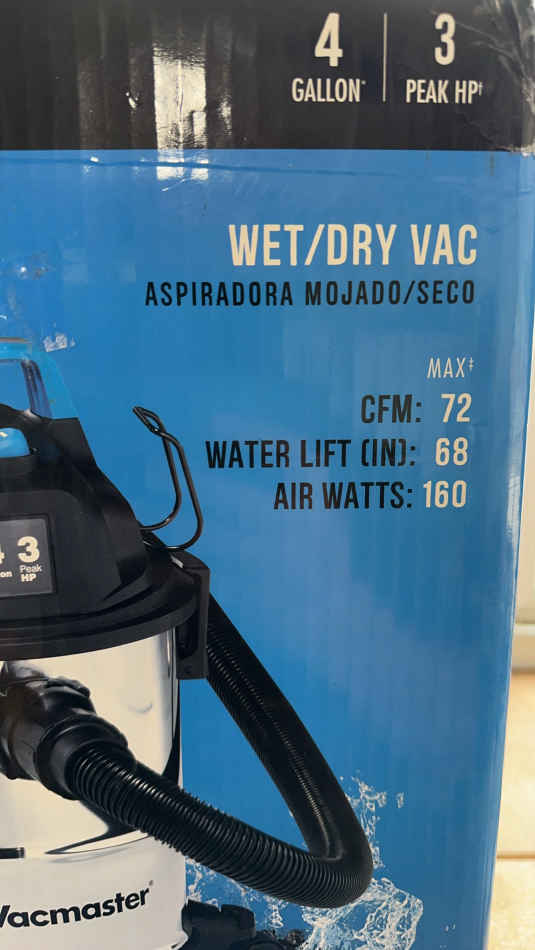 4 3
GALLON* PEAK HP†
WET/DRY VAC
ASPIRADORA MOJADO/SECO
MAX‡
CFM: 72
WATER LIFT (IN): 68
AIR WATTS: 160
3
Peak
HP
Vacmaster®